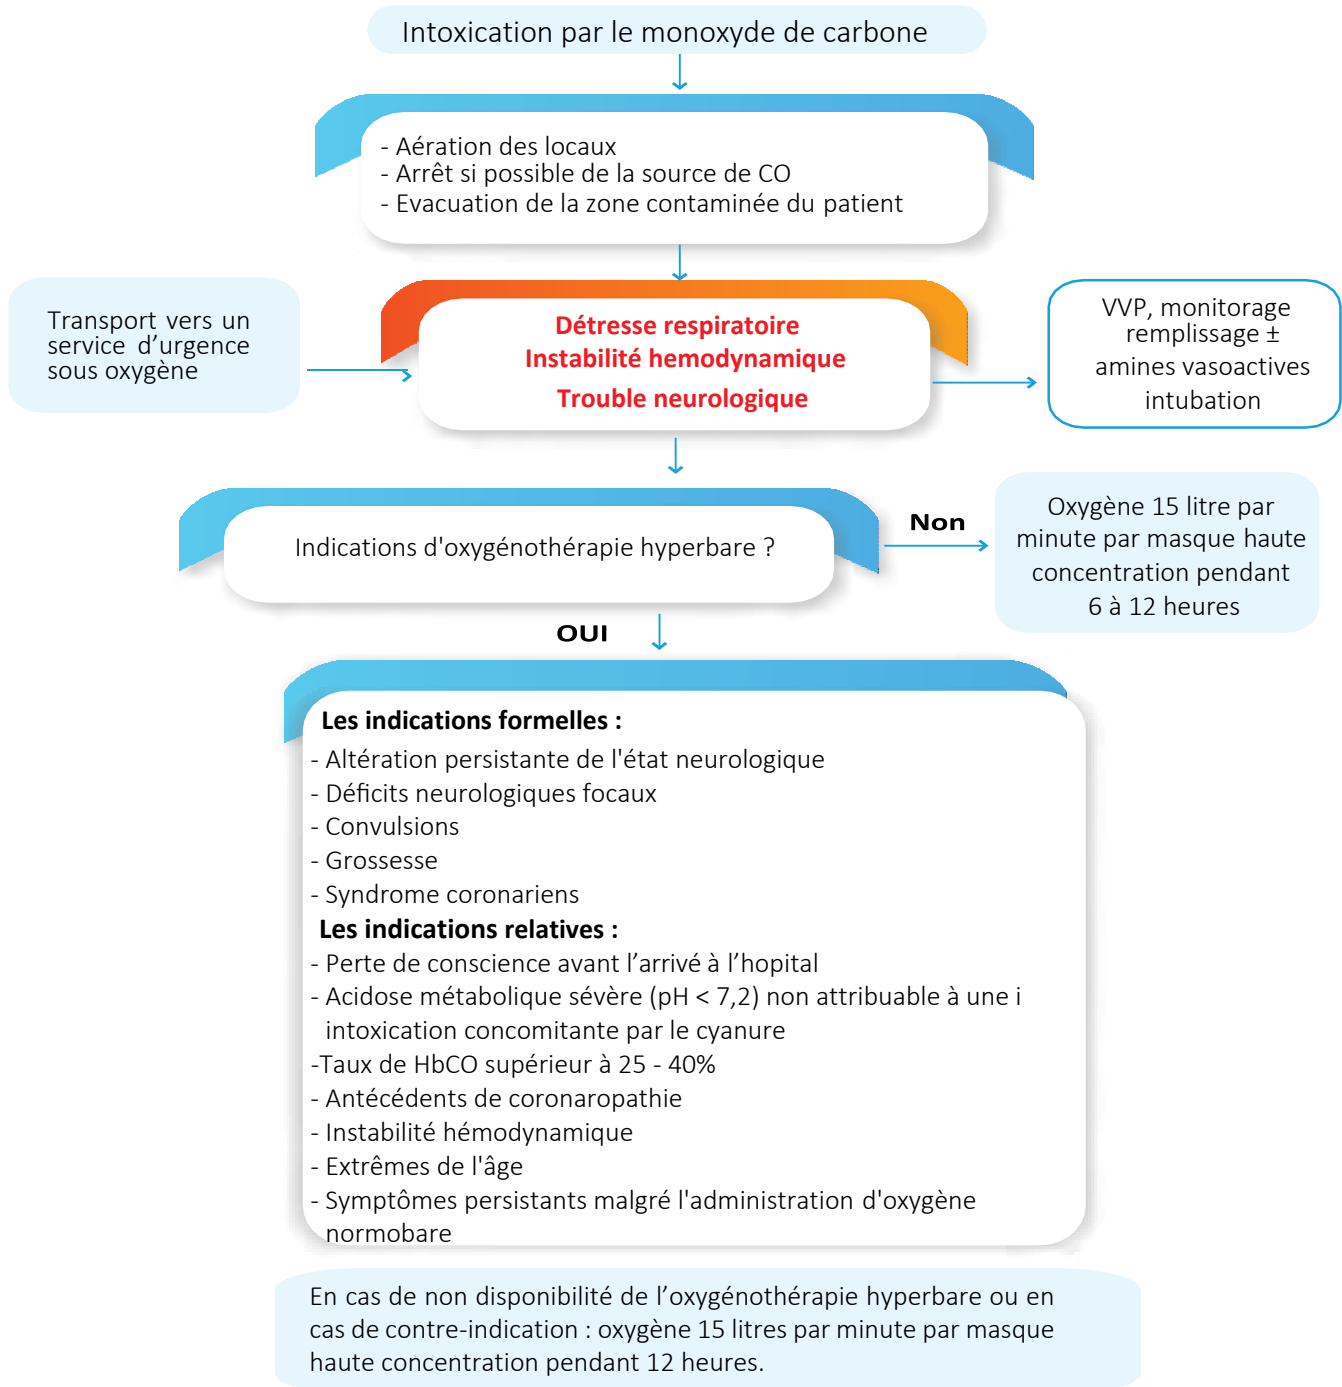 Intoxication par le monoxyde de carbone
- Aération des locaux
- Arrêt si possible de la source de CO
- Evacuation de la zone contaminée du patient
Transport vers un
service d’urgence
sous oxygène
Détresse respiratoire
Instabilité hemodynamique
Trouble neurologique
VVP, monitorage
remplissage ±
amines vasoactives
intubation
Indications d'oxygénothérapie hyperbare ?
Non
Oxygène 15 litre par
minute par masque haute
concentration pendant
6 à 12 heures
OUI
Les indications formelles :
- Altération persistante de l'état neurologique
- Déficits neurologiques focaux
- Convulsions
- Grossesse
- Syndrome coronariens
Les indications relatives :
- Perte de conscience avant l’arrivé à l’hopital
- Acidose métabolique sévère (pH < 7,2) non attribuable à une i
intoxication concomitante par le cyanure
-Taux de HbCO supérieur à 25 - 40%
- Antécédents de coronaropathie
- Instabilité hémodynamique
- Extrêmes de l'âge
- Symptômes persistants malgré l'administration d'oxygène
normobare
En cas de non disponibilité de l’oxygénothérapie hyperbare ou en
cas de contre-indication : oxygène 15 litres par minute par masque
haute concentration pendant 12 heures.